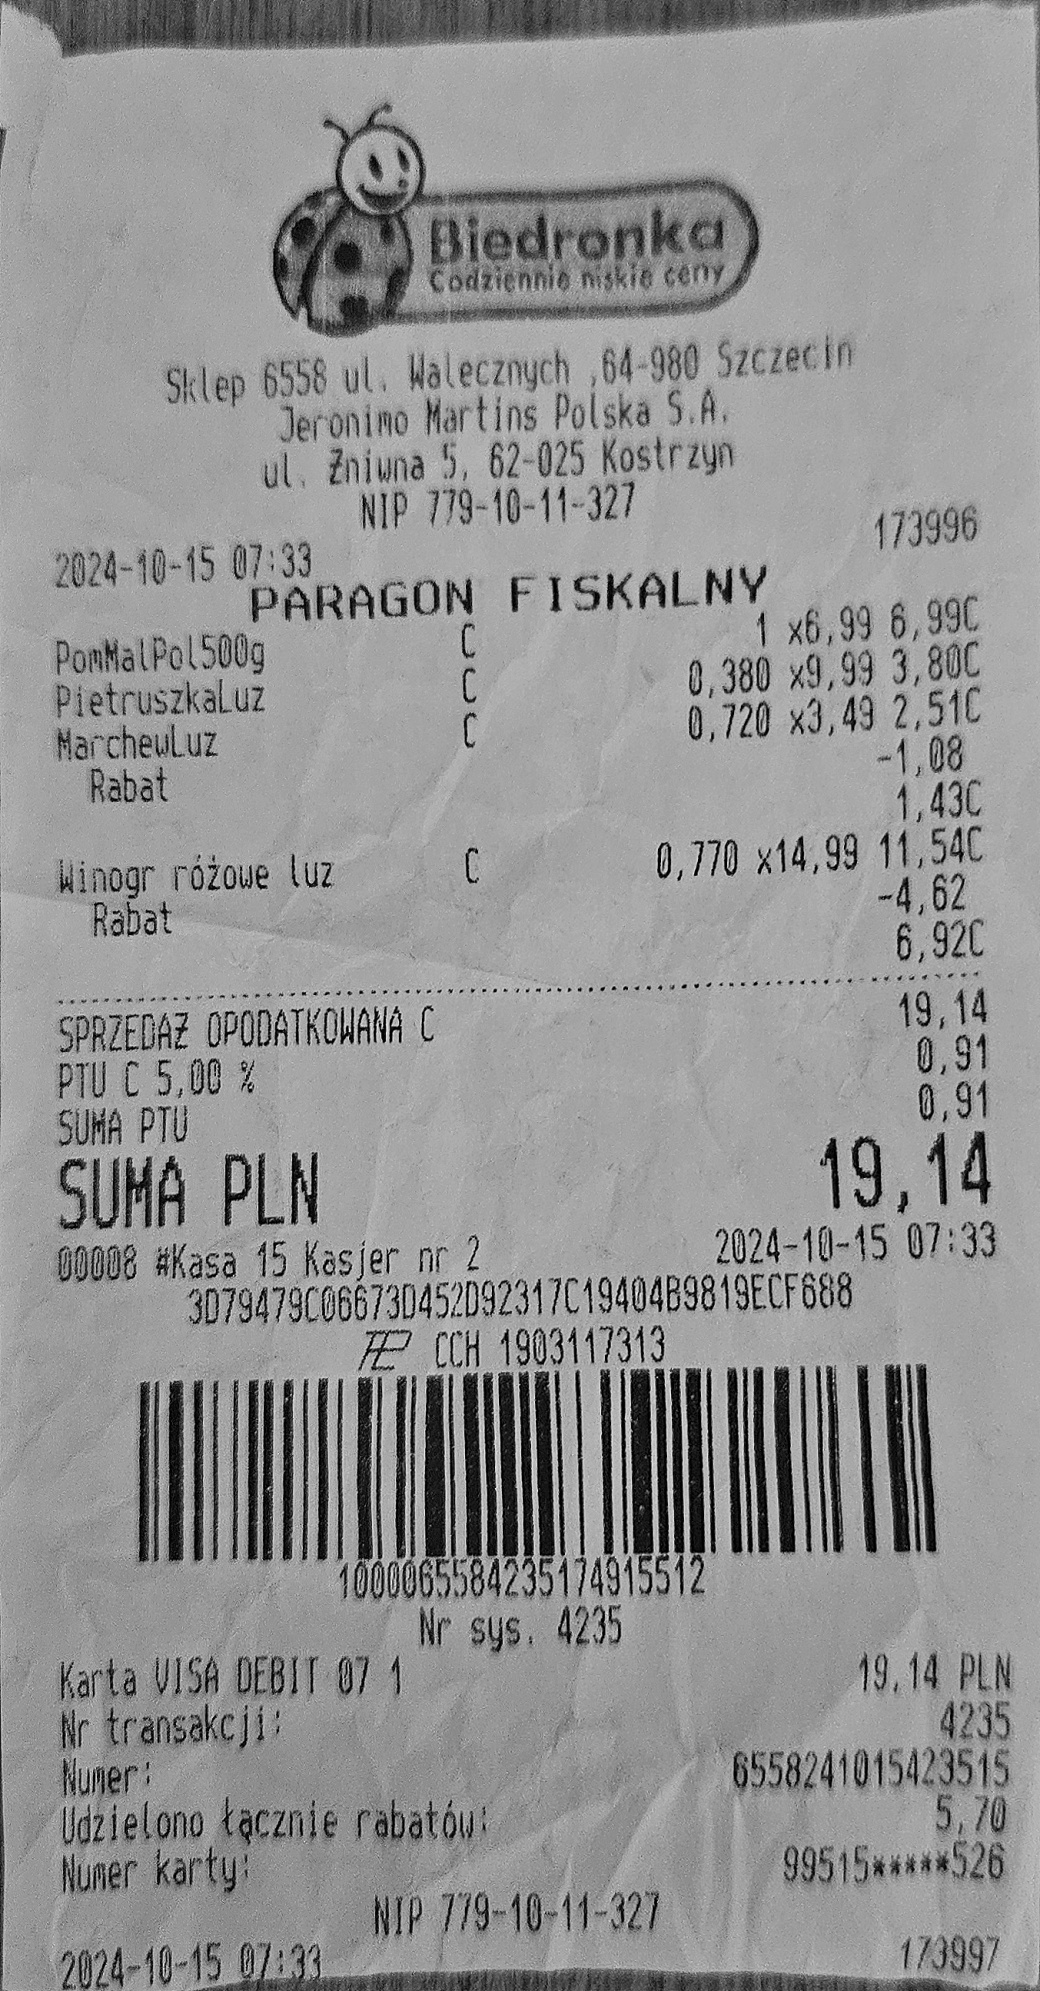 Biedronka
Codziennie niskie ceny
Sklep 6558 ul. Walecznych ,64-980 Szczecin
Jeronimo Martins Polska S.A.
ul. Żniwna 5, 62-025 Kostrzyn
NIP 779-10-11-327
2024-10-15 07:33 173996
PARAGON FISKALNY
PomMalPol500g C 1 x6,99 6,99C
PietruszkaLuz C 0,380 x9,99 3,80C
MarchewLuz C 0,720 x3,49 2,51C
Rabat -1,08
1,43C
Winogr różowe luz C 0,770 x14,99 11,54C
Rabat -4,62
6,92C
SPRZEDAŻ OPODATKOWANA C 19,14
PTU C 5,00 % 0,91
SUMA PTU 0,91
SUMA PLN 19,14
00008 #Kasa 15 Kasjer nr 2 2024-10-15 07:33
3D79479C06673D452D92317C19404B9819ECF688
CCH 1903117313
1000065584235174915512
Nr sys. 4235
Karta VISA DEBIT 07 1 19,14 PLN
Nr transakcji: 4235
Numer: 6558241015423515
Udzielono łącznie rabatów: 5,70
Numer karty: 99515*****526
NIP 779-10-11-327
2024-10-15 07:33 173997